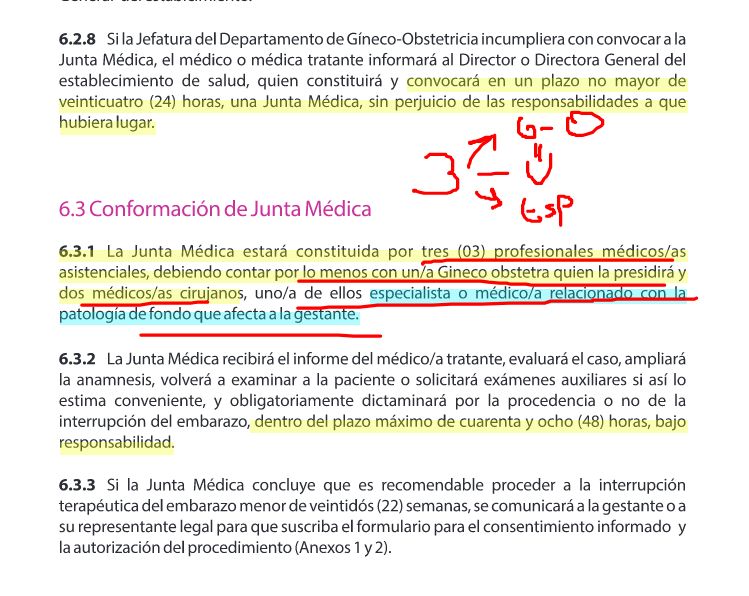 General del establecimiento.
6.2.8 Si la Jefatura del Departamento de Gíneco-Obstetricia incumpliera con convocar a la
Junta Médica, el médico o médica tratante informará al Director o Directora General del
establecimiento de salud, quien constituirá y convocará en un plazo no mayor de
veinticuatro (24) horas, una Junta Médica, sin perjuicio de las responsabilidades a que
hubiera lugar.
G-O
3
Esp
6.3 Conformación de Junta Médica
6.3.1 La Junta Médica estará constituida por tres (03) profesionales médicos/as
asistenciales, debiendo contar por lo menos con un/a Gineco obstetra quien la presidirá y
dos médicos/as cirujanos, uno/a de ellos especialista o médico/a relacionado con la
patología de fondo que afecta a la gestante.
6.3.2 La Junta Médica recibirá el informe del médico/a tratante, evaluará el caso, ampliará
la anamnesis, volverá a examinar a la paciente o solicitará exámenes auxiliares si así lo
estima conveniente, y obligatoriamente dictaminará por la procedencia o no de la
interrupción del embarazo, dentro del plazo máximo de cuarenta y ocho (48) horas, bajo
responsabilidad.
6.3.3 Si la Junta Médica concluye que es recomendable proceder a la interrupción
terapéutica del embarazo menor de veintidós (22) semanas, se comunicará a la gestante o a
su representante legal para que suscriba el formulario para el consentimiento informado y
la autorización del procedimiento (Anexos 1 y 2).